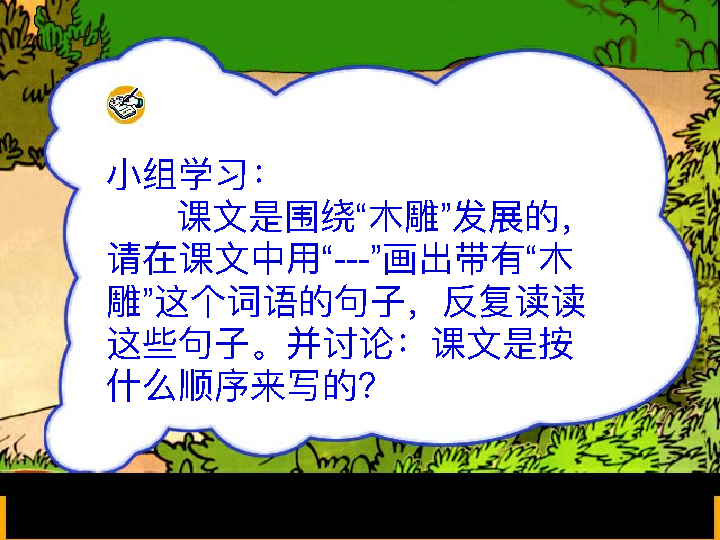 小组学习：
课文是围绕“木雕”发展的，
请在课文中用“---”画出带有“木
雕”这个词语的句子，反复读读
这些句子。并讨论：课文是按
什么顺序来写的？